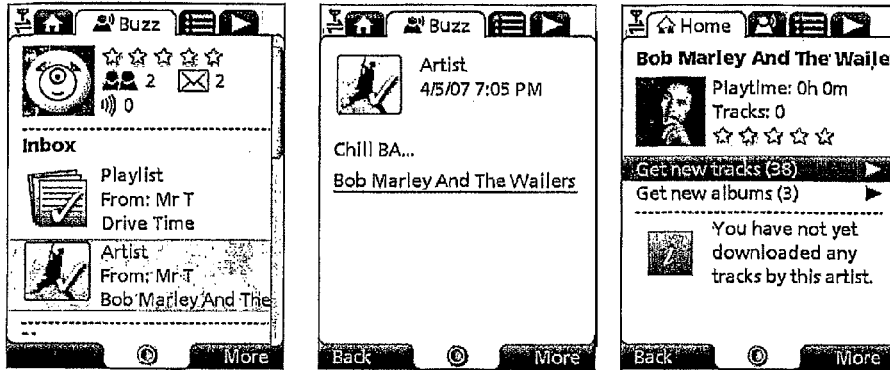 Buzz
2
2
0
Inbox
Playlist
From: Mr T
Drive Time
Artist
From: Mr T
Bob Marley And The
More
Buzz
Artist
4/5/07 7:05 PM
Chill BA...
Bob Marley And The Wailers
Back
More
Home
Bob Marley And The Waile
Playtime: 0h 0m
Tracks: 0
Get new tracks (38)
Get new albums (3)
You have not yet
downloaded any
tracks by this artist.
Back
More